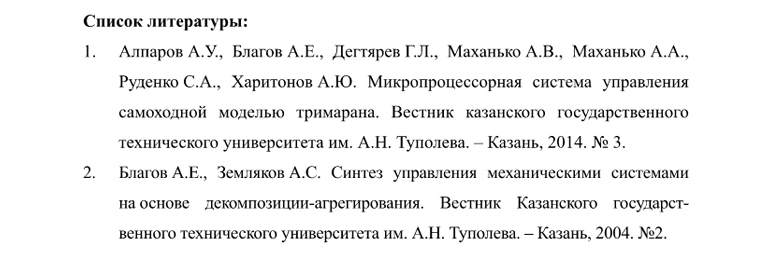 Список литературы:
1. Алпаров А.У., Благов А.Е., Дегтярев Г.Л., Маханько А.В., Маханько А.А.,
Руденко С.А., Харитонов А.Ю. Микропроцессорная система управления
самоходной моделью тримарана. Вестник казанского государственного
технического университета им. А.Н. Туполева. – Казань, 2014. № 3.
2. Благов А.Е., Земляков А.С. Синтез управления механическими системами
на основе декомпозиции-агрегирования. Вестник Казанского государст-
венного технического университета им. А.Н. Туполева. – Казань, 2004. №2.